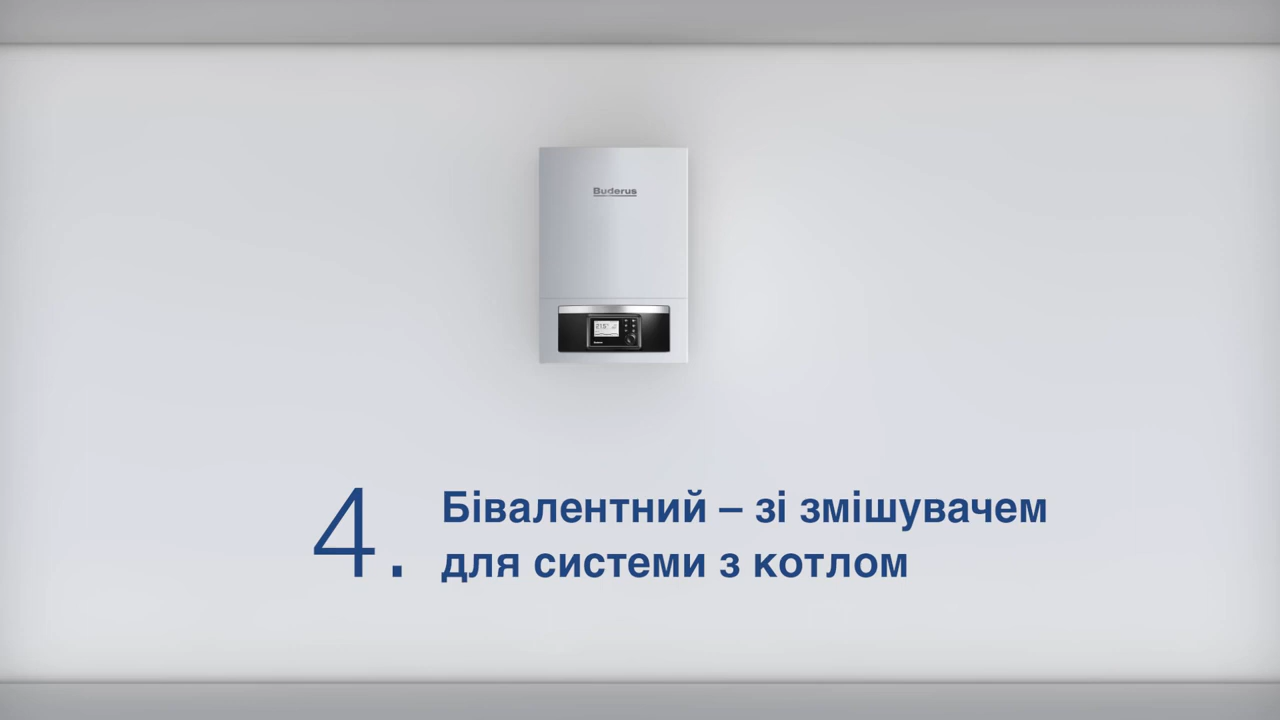 Buderus
4. Бівалентний – зі змішувачем
для системи з котлом